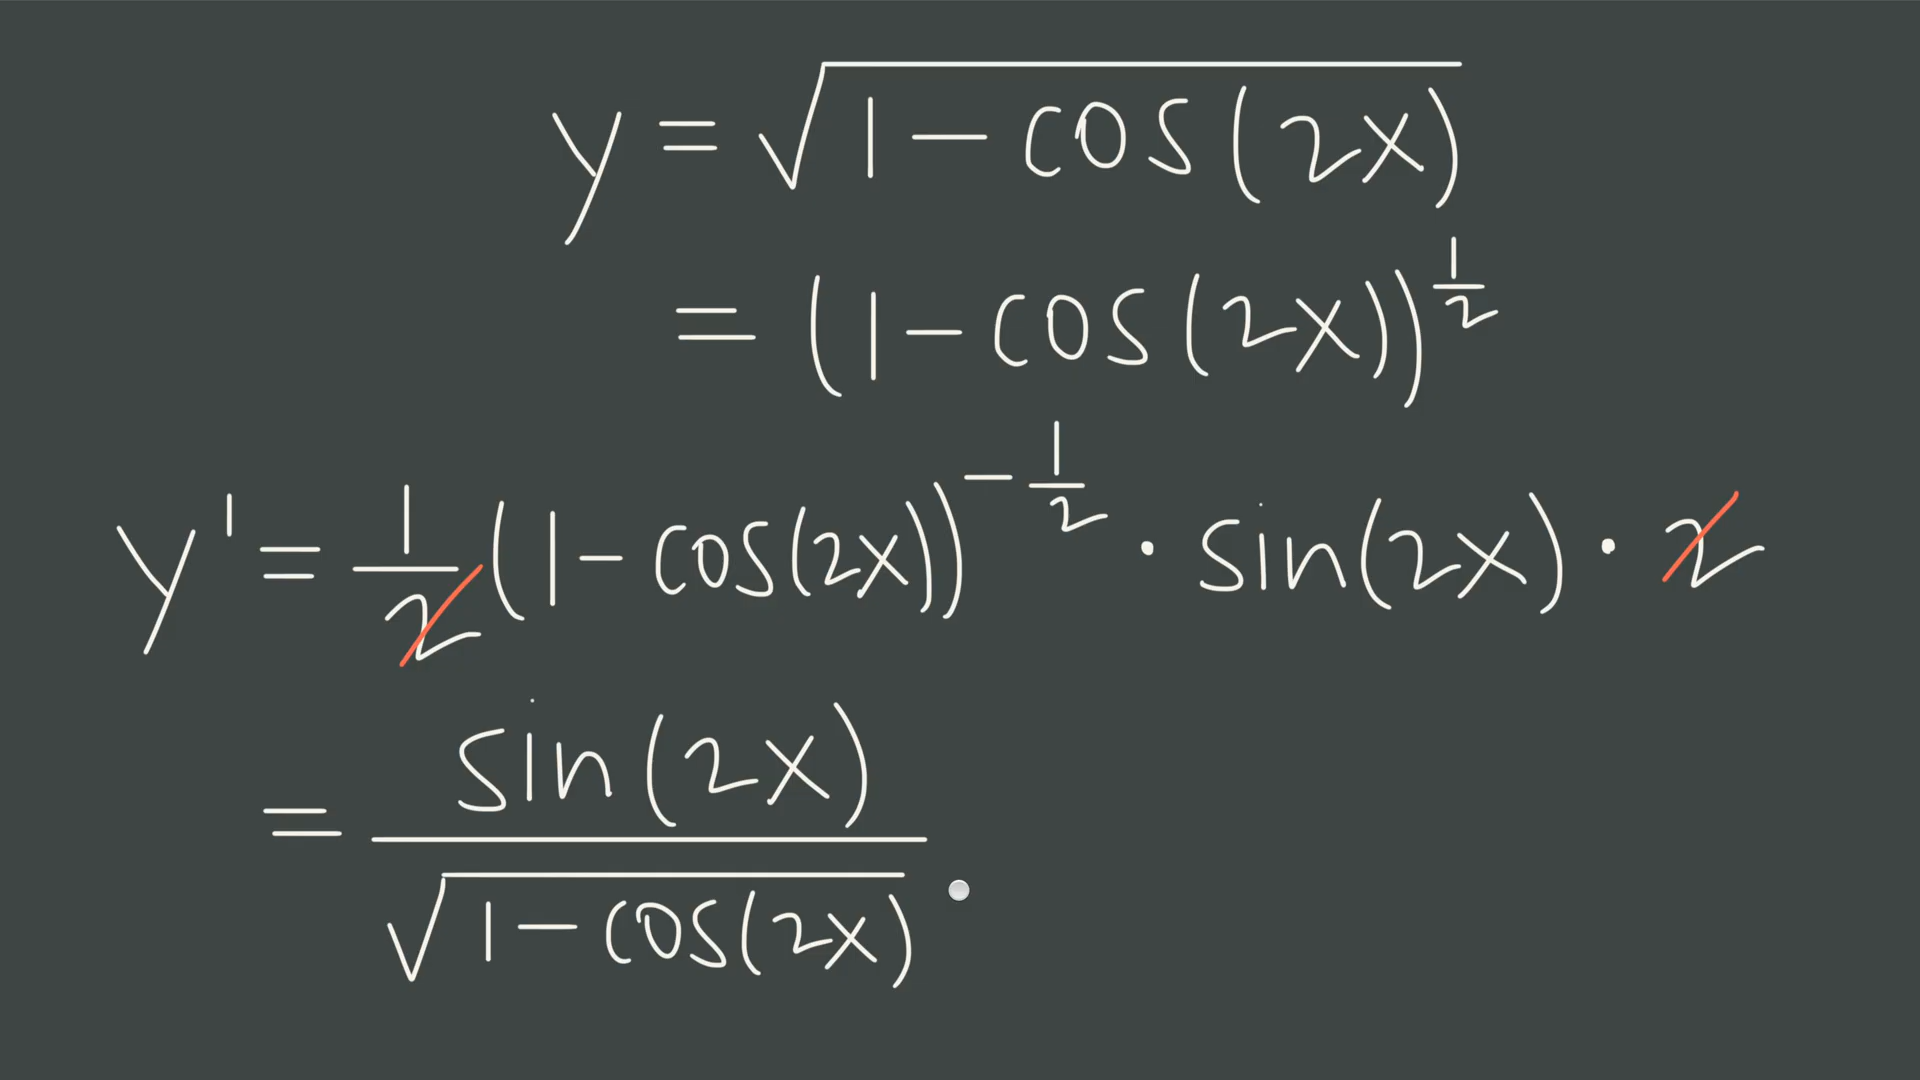 y = √(1 - cos(2x))
= (1 - cos(2x))^(1/2)
y' = 1/2 (1 - cos(2x))^(-1/2) · sin(2x) · 2
= sin(2x) / √(1 - cos(2x)) .